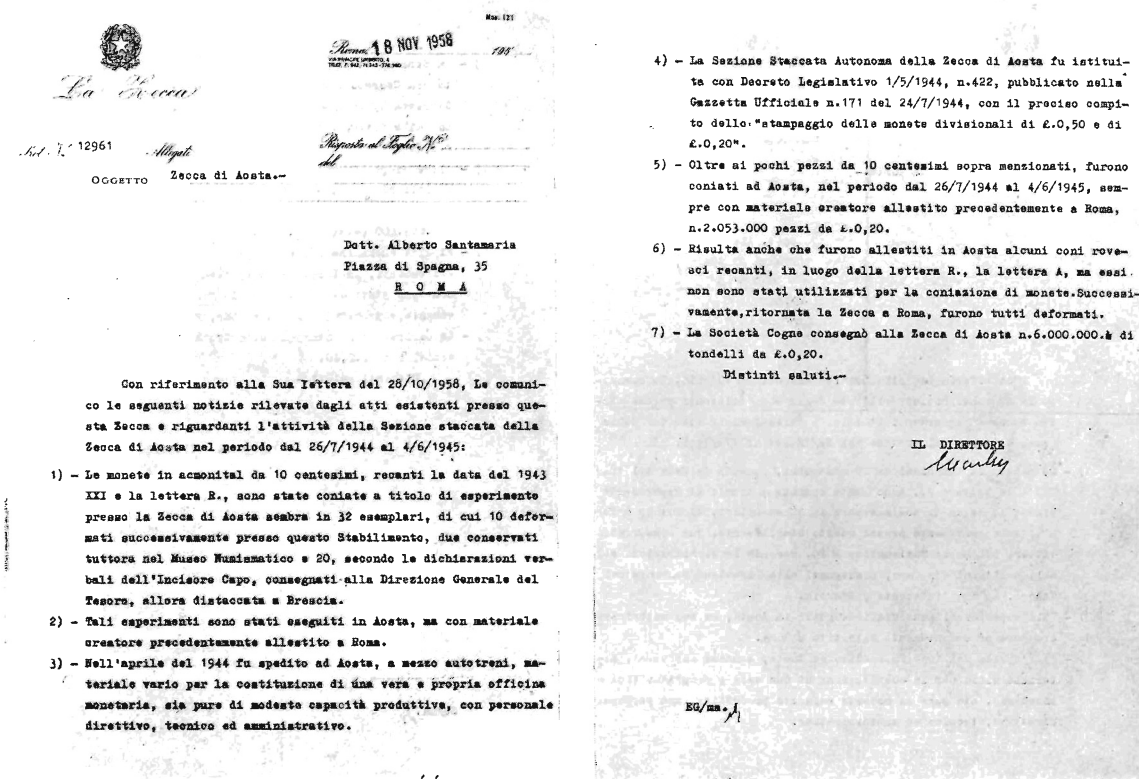 Mod. 121
La Zecca
Roma, 18 NOV 1958 195
VIA PRINCIPE UMBERTO, 4
N.° 12961 Allegati
Risposta al Foglio N.°
del
OGGETTO Zecca di Aosta.-
Dott. Alberto Santamaria
Piazza di Spagna, 35
R O M A
Con riferimento alla Sua lettera del 28/10/1958, Le comuni-
co le seguenti notizie rilevate dagli atti esistenti presso que-
sta Zecca e riguardanti l'attività della Sezione staccata della
Zecca di Aosta nel periodo dal 26/7/1944 al 4/6/1945:
1) - Le monete in acmonital da 10 centesimi, recanti la data del 1943
XXI e la lettera R., sono state coniate a titolo di esperimento
presso la Zecca di Aosta sembra in 32 esemplari, di cui 10 defor-
mati successivamente presso questo Stabilimento, due conservati
tuttora nel Museo Numismatico e 20, secondo le dichiarazioni ver-
bali dell'Incisore Capo, consegnati alla Direzione Generale del
Tesoro, allora distaccata a Brescia.
2) - Tali esperimenti sono stati eseguiti in Aosta, ma con materiale
creatore precedentemente allestito a Roma.
3) - Nell'aprile del 1944 fu spedito ad Aosta, a mezzo autotreni, ma-
teriale vario per la costituzione di una vera e propria officina
monetaria, sia pure di modesta capacità produttiva, con personale
direttivo, tecnico ed amministrativo.
4) - La Sezione Staccata Autonoma della Zecca di Aosta fu istitui-
ta con Decreto Legislativo 1/5/1944, n.422, pubblicato nella
Gazzetta Ufficiale n.171 del 24/7/1944, con il preciso compi-
to dello "stampaggio delle monete divisionali di £.0,50 e di
£.0,20".
5) - Oltre ai pochi pezzi da 10 centesimi sopra menzionati, furono
coniati ad Aosta, nel periodo dal 26/7/1944 al 4/6/1945, sem-
pre con materiale creatore allestito precedentemente a Roma,
n.2.053.000 pezzi da £.0,20.
6) - Risulta anche che furono allestiti in Aosta alcuni coni rove-
sci recanti, in luogo della lettera R., la lettera A, ma essi
non sono stati utilizzati per la coniazione di monete.Successi-
vamente,ritornata la Zecca a Roma, furono tutti deformati.
7) - La Società Cogne consegnò alla Zecca di Aosta n.6.000.000.= di
tondelli da £.0,20.
Distinti saluti.-
IL DIRETTORE
EG/ma.